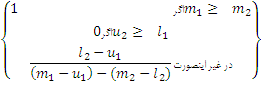 1 اگر m₁ ≥ m₂
0 اگر u₂ ≥ l₁
l₂ − u₁
(m₁ − u₁) − (m₂ − l₂) در غیر اینصورت